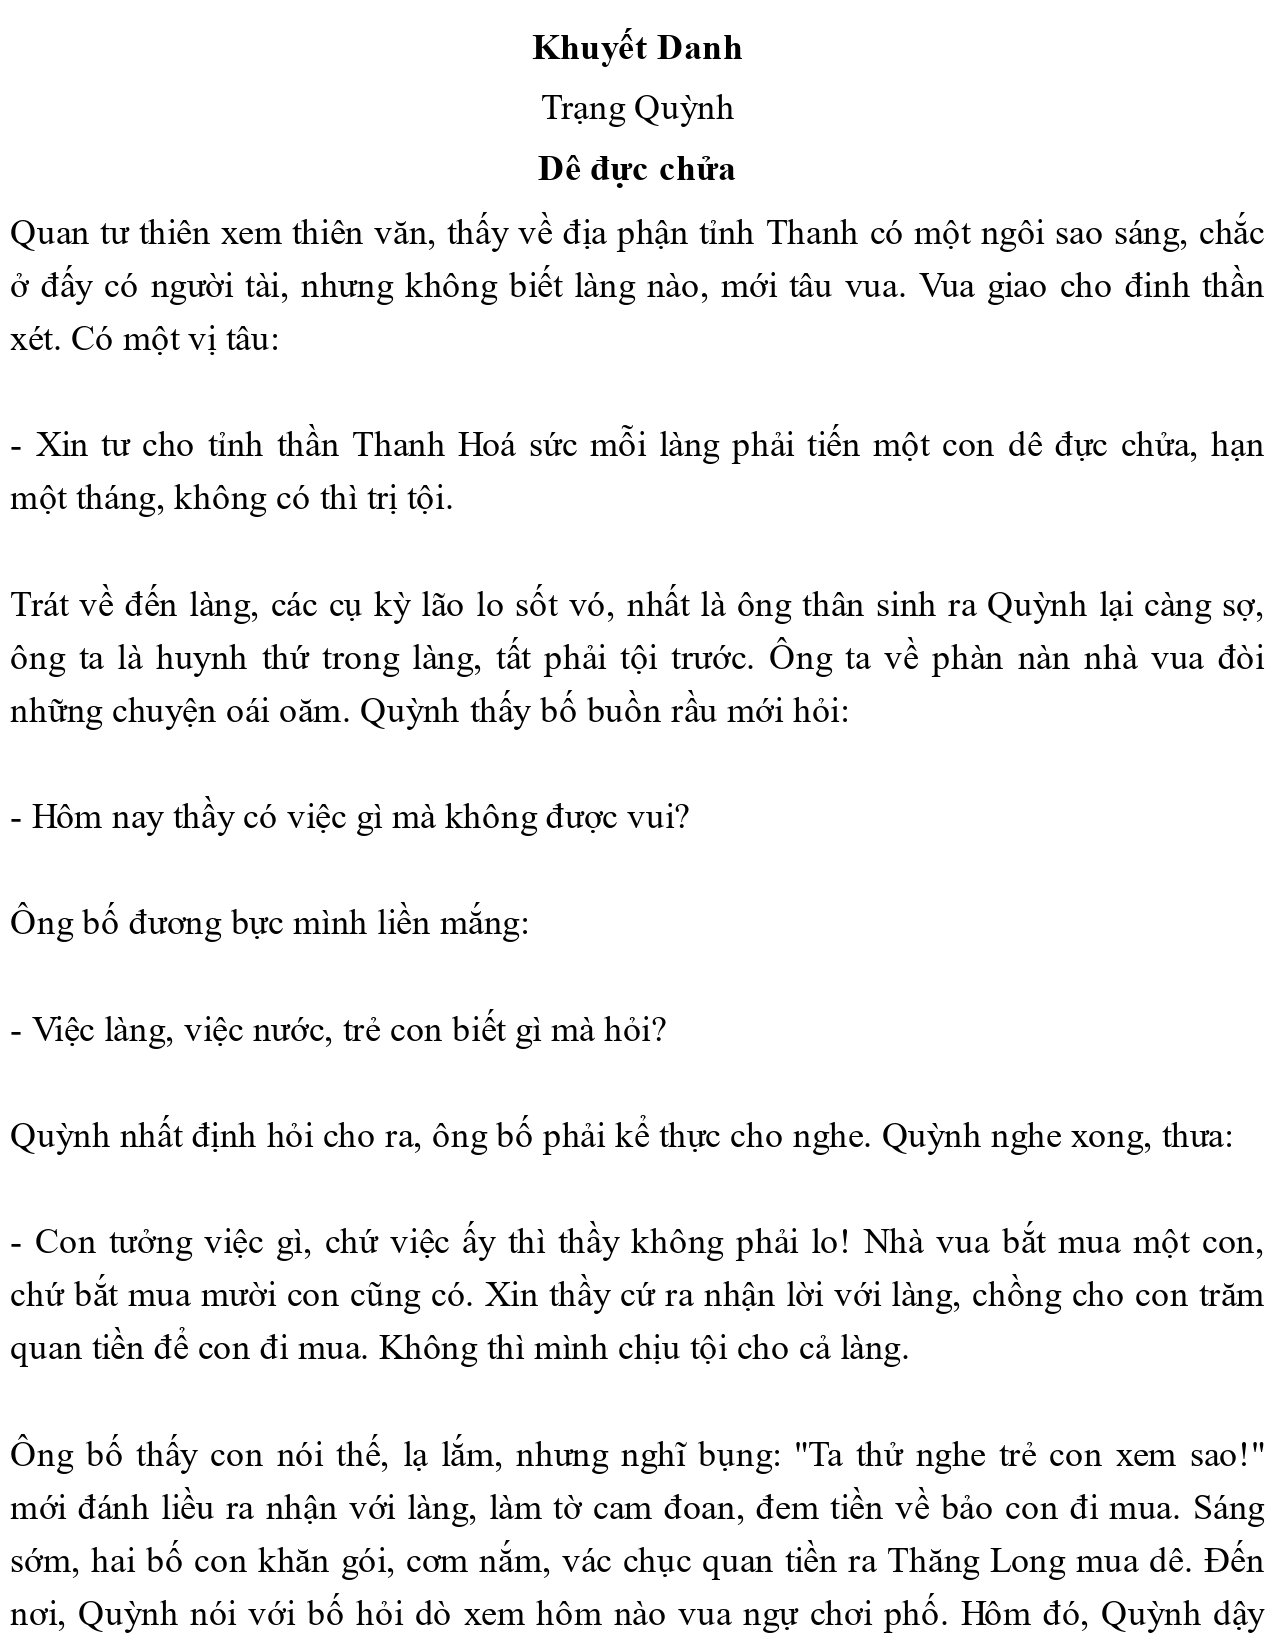 Khuyết Danh
Trạng Quỳnh
Dê đực chửa
Quan tư thiên xem thiên văn, thấy về địa phận tỉnh Thanh có một ngôi sao sáng, chắc
ở đấy có người tài, nhưng không biết làng nào, mới tâu vua. Vua giao cho đinh thần
xét. Có một vị tâu:
- Xin tư cho tỉnh thần Thanh Hoá sức mỗi làng phải tiến một con dê đực chửa, hạn
một tháng, không có thì trị tội.
Trát về đến làng, các cụ kỳ lão lo sốt vó, nhất là ông thân sinh ra Quỳnh lại càng sợ,
ông ta là huynh thứ trong làng, tất phải tội trước. Ông ta về phàn nàn nhà vua đòi
những chuyện oái oăm. Quỳnh thấy bố buồn rầu mới hỏi:
- Hôm nay thầy có việc gì mà không được vui?
Ông bố đương bực mình liền mắng:
- Việc làng, việc nước, trẻ con biết gì mà hỏi?
Quỳnh nhất định hỏi cho ra, ông bố phải kể thực cho nghe. Quỳnh nghe xong, thưa:
- Con tưởng việc gì, chứ việc ấy thì thầy không phải lo! Nhà vua bắt mua một con,
chứ bắt mua mười con cũng có. Xin thầy cứ ra nhận lời với làng, chồng cho con trăm
quan tiền để con đi mua. Không thì mình chịu tội cho cả làng.
Ông bố thấy con nói thế, lạ lắm, nhưng nghĩ bụng: "Ta thử nghe trẻ con xem sao!"
mới đánh liều ra nhận với làng, làm tờ cam đoan, đem tiền về bảo con đi mua. Sáng
sớm, hai bố con khăn gói, cơm nắm, vác chục quan tiền ra Thăng Long mua dê. Đến
nơi, Quỳnh nói với bố hỏi dò xem hôm nào vua ngự chơi phố. Hôm đó, Quỳnh dậy